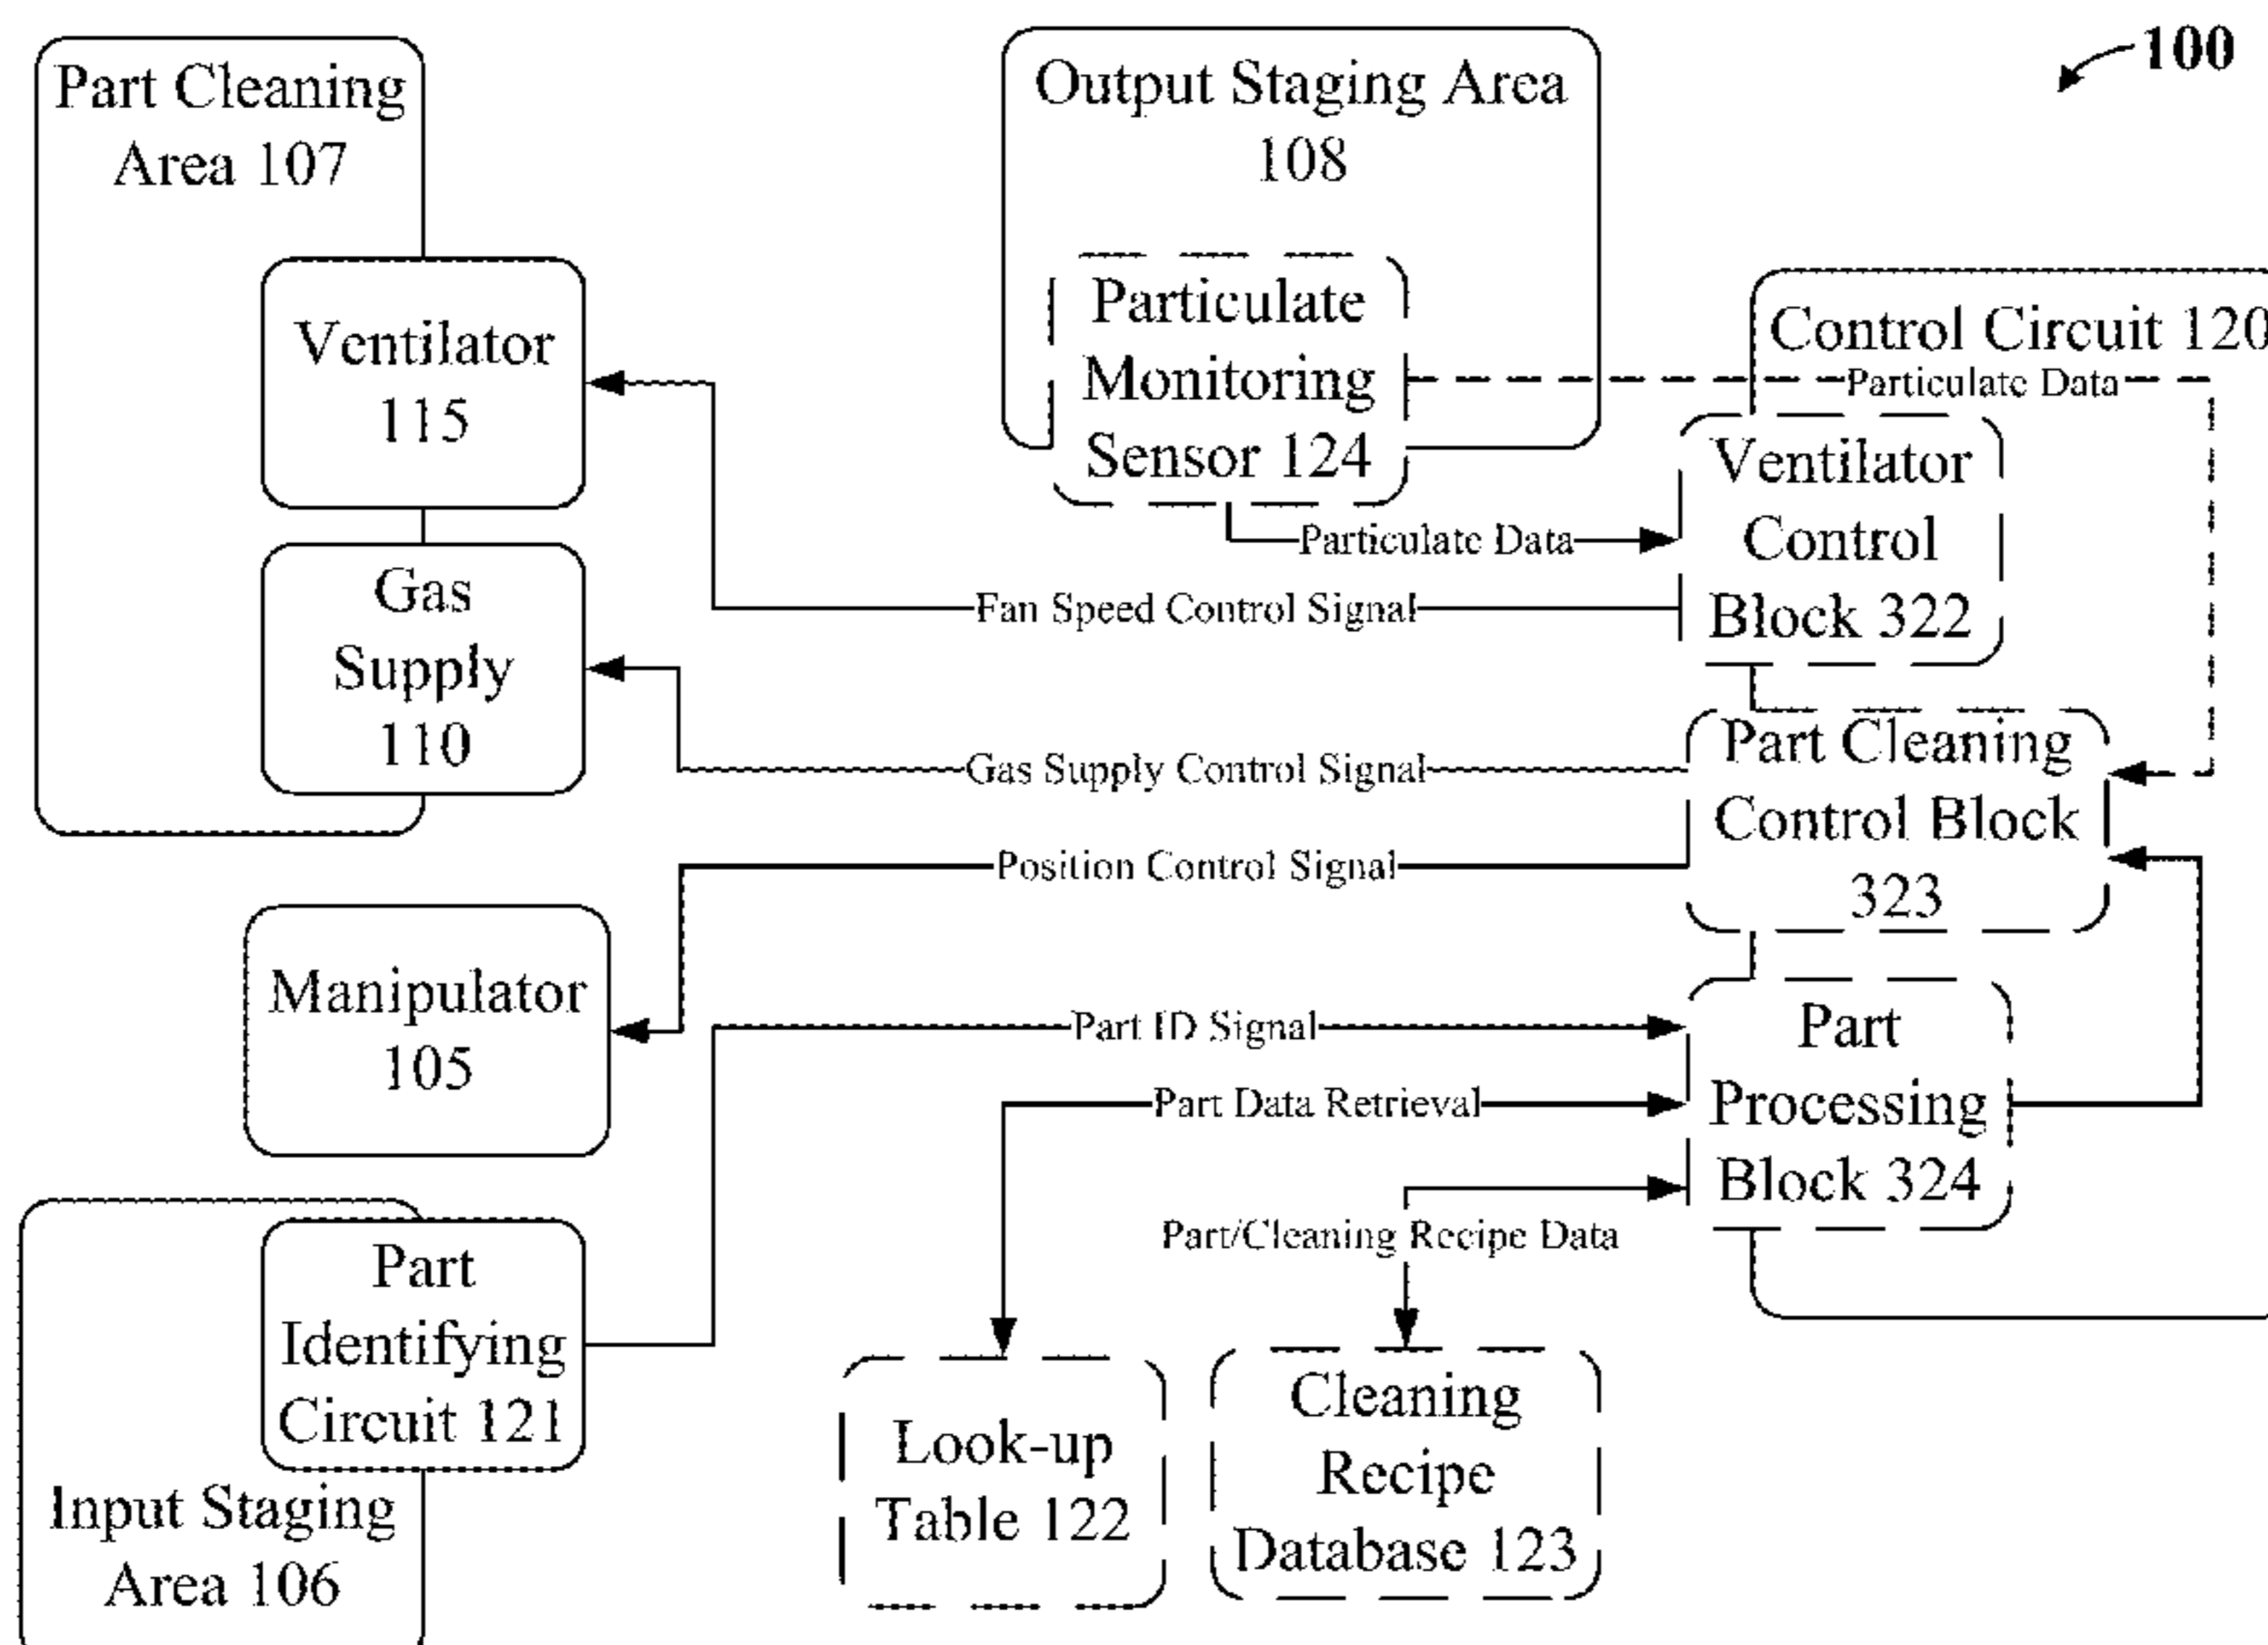 100
Part Cleaning
Area 107
Output Staging Area
108
Ventilator
115
Particulate
Monitoring
Sensor 124
Control Circuit 120
Particulate Data
Ventilator
Control
Block 322
Particulate Data
Gas
Supply
110
Fan Speed Control Signal
Gas Supply Control Signal
Part Cleaning
Control Block
323
Position Control Signal
Manipulator
105
Part ID Signal
Part Data Retrieval
Part
Processing
Block 324
Part/Cleaning Recipe Data
Part
Identifying
Circuit 121
Input Staging
Area 106
Look-up
Table 122
Cleaning
Recipe
Database 123